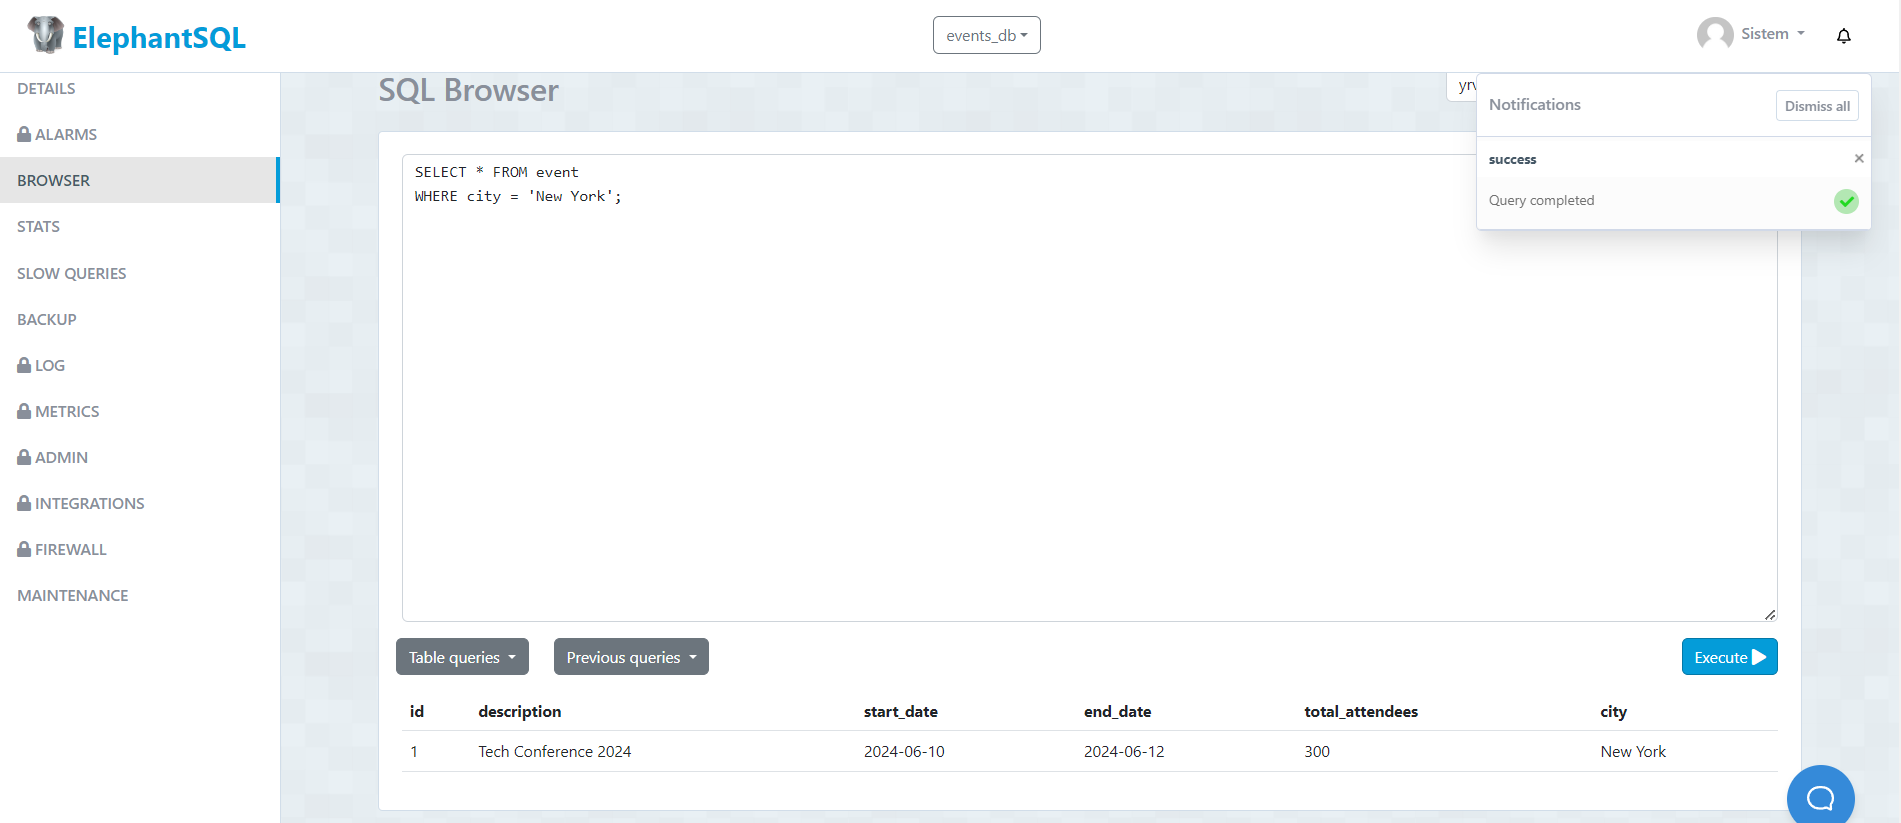 ElephantSQL
events_db
Sistem
DETAILS
ALARMS
BROWSER
STATS
SLOW QUERIES
BACKUP
LOG
METRICS
ADMIN
INTEGRATIONS
FIREWALL
MAINTENANCE
SQL Browser
Notifications
Dismiss all
success
×
Query completed
SELECT * FROM event
WHERE city = 'New York';
Table queries
Previous queries
Execute
id description start_date end_date total_attendees city
1 Tech Conference 2024 2024-06-10 2024-06-12 300 New York